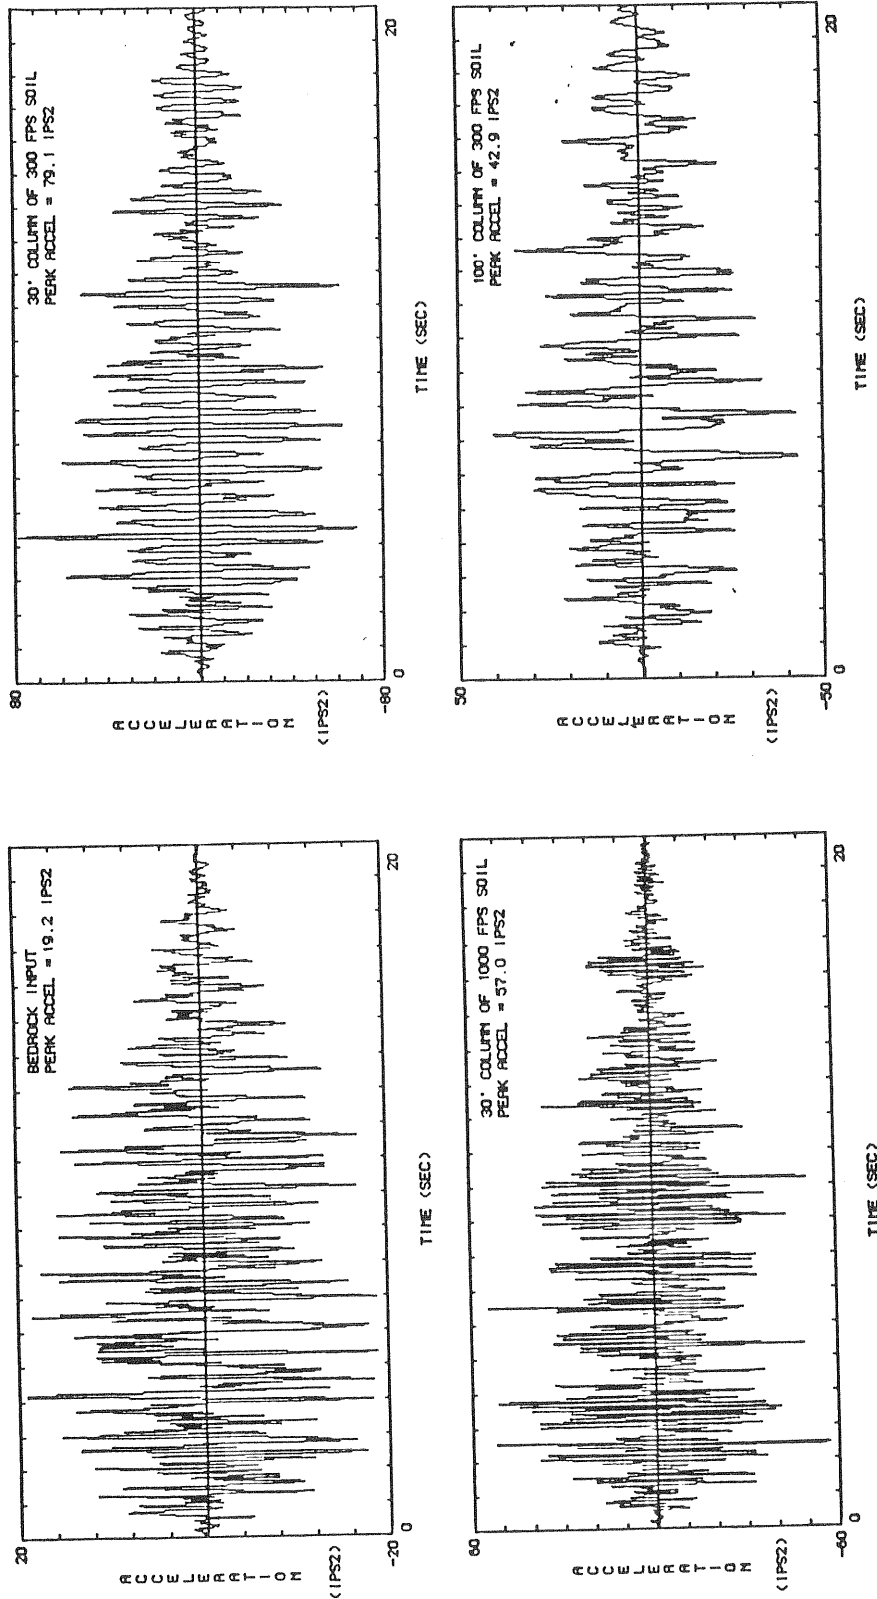 20
ACCELERATION
(IPS2)
-20
BEDROCK INPUT
PEAK ACCEL = 19.2 IPS2
0
20
TIME (SEC)
80
ACCELERATION
(IPS2)
-80
30' COLUMN OF 300 FPS SOIL
PEAK ACCEL = 79.1 IPS2
0
20
TIME (SEC)
60
ACCELERATION
(IPS2)
-60
30' COLUMN OF 1000 FPS SOIL
PEAK ACCEL = 57.0 IPS2
0
20
TIME (SEC)
50
ACCELERATION
(IPS2)
-50
100' COLUMN OF 300 FPS SOIL
PEAK ACCEL = 42.9 IPS2
0
20
TIME (SEC)